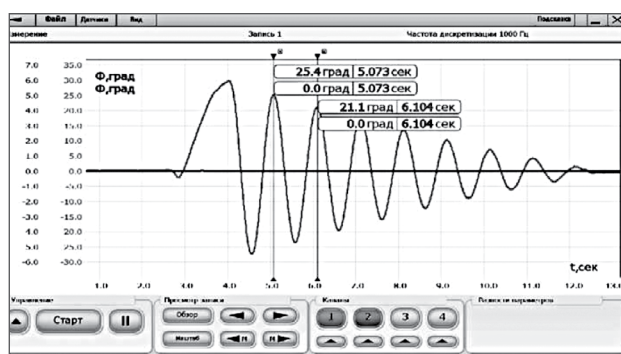 Файл Датчики Вид Подсказка
змерение Запись 1 Частота дискретизации 1000 Гц
7.0 35.0
Ф,град
6.0 30.0
Ф,град
25.4 град 5.073 сек
5.0 25.0
0.0 град 5.073 сек
4.0 20.0
21.1 град 6.104 сек
3.0 15.0
0.0 град 6.104 сек
2.0 10.0
1.0 5.0
0.0 0.0
-1.0 -5.0
-2.0 -10.0
-3.0 -15.0
-4.0 -20.0
-5.0 -25.0
-6.0 -30.0
t,сек
1.0 2.0 3.0 4.0 5.0 6.0 7.0 8.0 9.0 10.0 11.0 12.0 13.0
Управление Просмотр записи Каналы
Старт Обзор 1 2 3 4
Масштаб М М